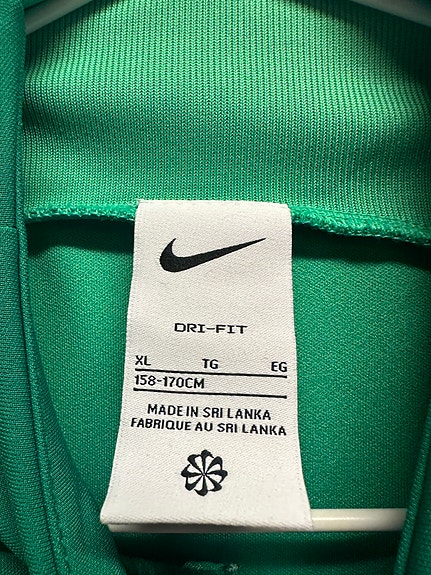 DRI-FIT
XL TG EG
158-170CM
MADE IN SRI LANKA
FABRIQUE AU SRI LANKA